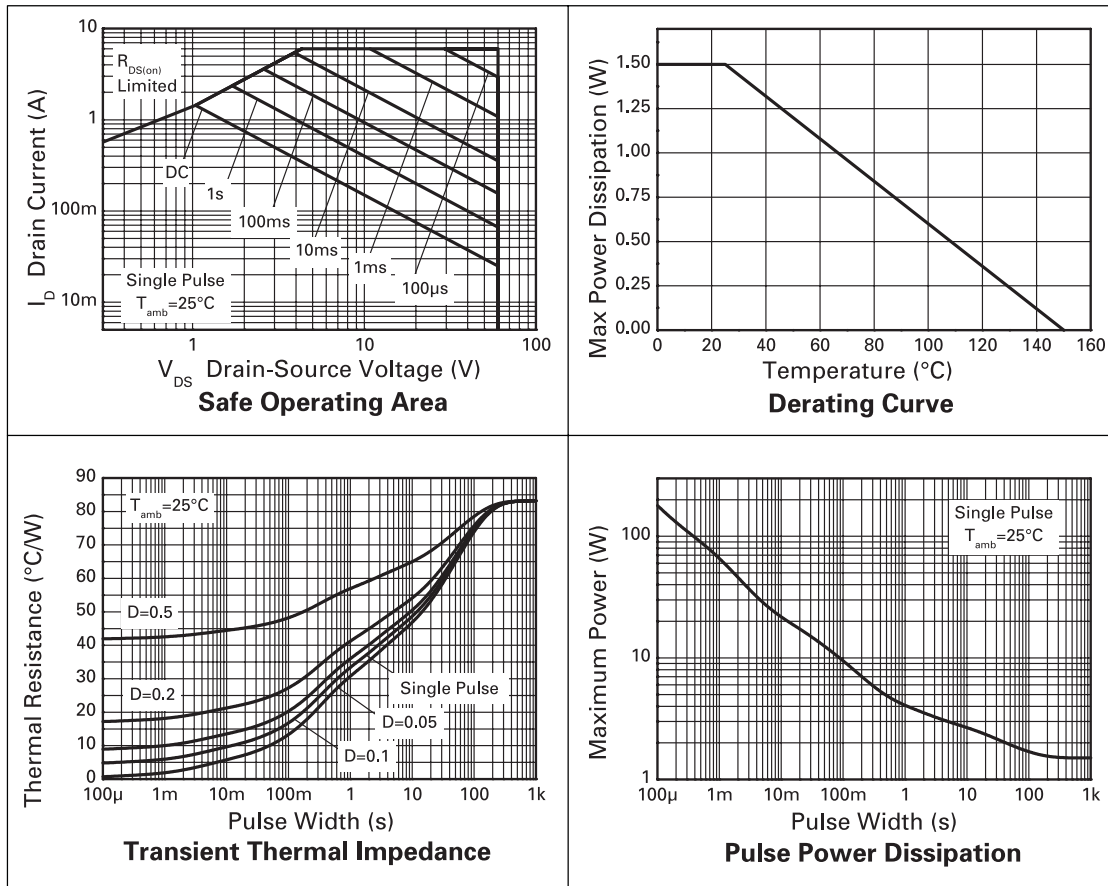 10
1
100m
10m
I_D Drain Current (A)
R_DS(on)
Limited
DC
1s
100ms
10ms
1ms
100µs
Single Pulse
T_amb=25°C
1
10
100
V_DS Drain-Source Voltage (V)
Safe Operating Area
1.50
1.25
1.00
0.75
0.50
0.25
0.00
Max Power Dissipation (W)
0
20
40
60
80
100
120
140
160
Temperature (°C)
Derating Curve
90
80
70
60
50
40
30
20
10
0
Thermal Resistance (°C/W)
T_amb=25°C
D=0.5
D=0.2
Single Pulse
D=0.05
D=0.1
100µ
1m
10m
100m
1
10
100
1k
Pulse Width (s)
Transient Thermal Impedance
100
10
1
Maximum Power (W)
Single Pulse
T_amb=25°C
100µ
1m
10m
100m
1
10
100
1k
Pulse Width (s)
Pulse Power Dissipation